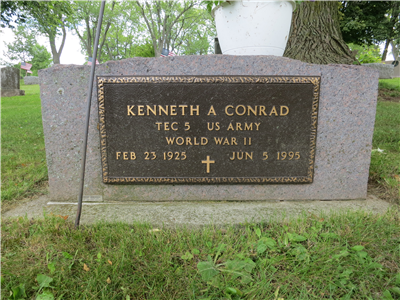 KENNETH A CONRAD
TEC 5 US ARMY
WORLD WAR II
FEB 23 1925 JUN 5 1995